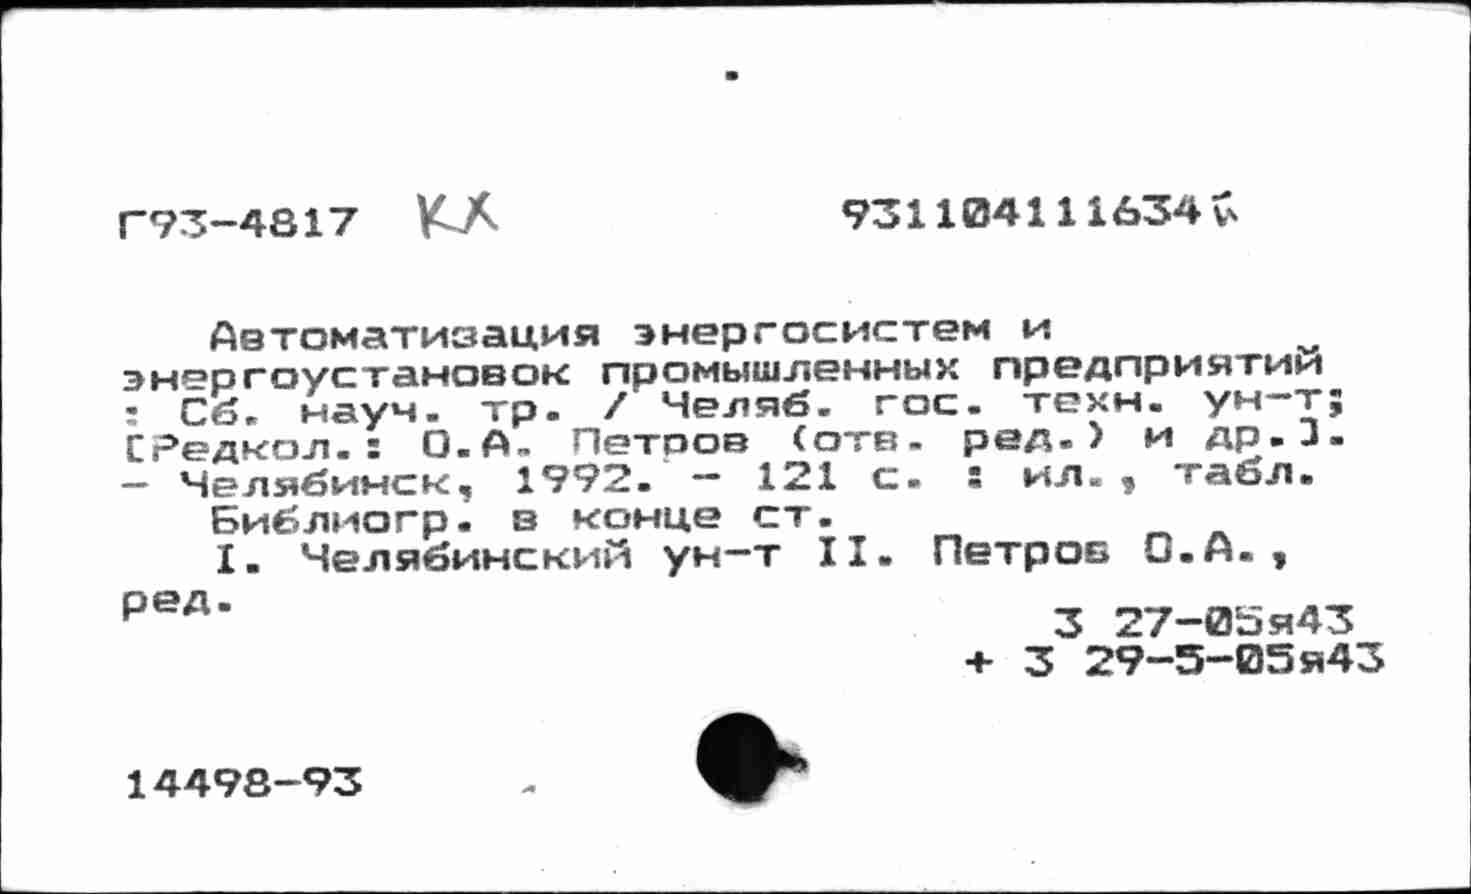 Г93-4817 КХ 931104111634й
Автоматизация энергосистем и
энергоустановок промышленных предприятий
: Сб. науч. тр. / Челяб. гос. техн. ун-т;
[Редкол.: О.А. Петров (отв. ред.) и др.].
- Челябинск, 1992. - 121 с. : ил., табл.
Библиогр. в конце ст.
I. Челябинский ун-т II. Петров О.А.,
ред.
З 27-05я43
+ З 29-5-05я43
14498-93